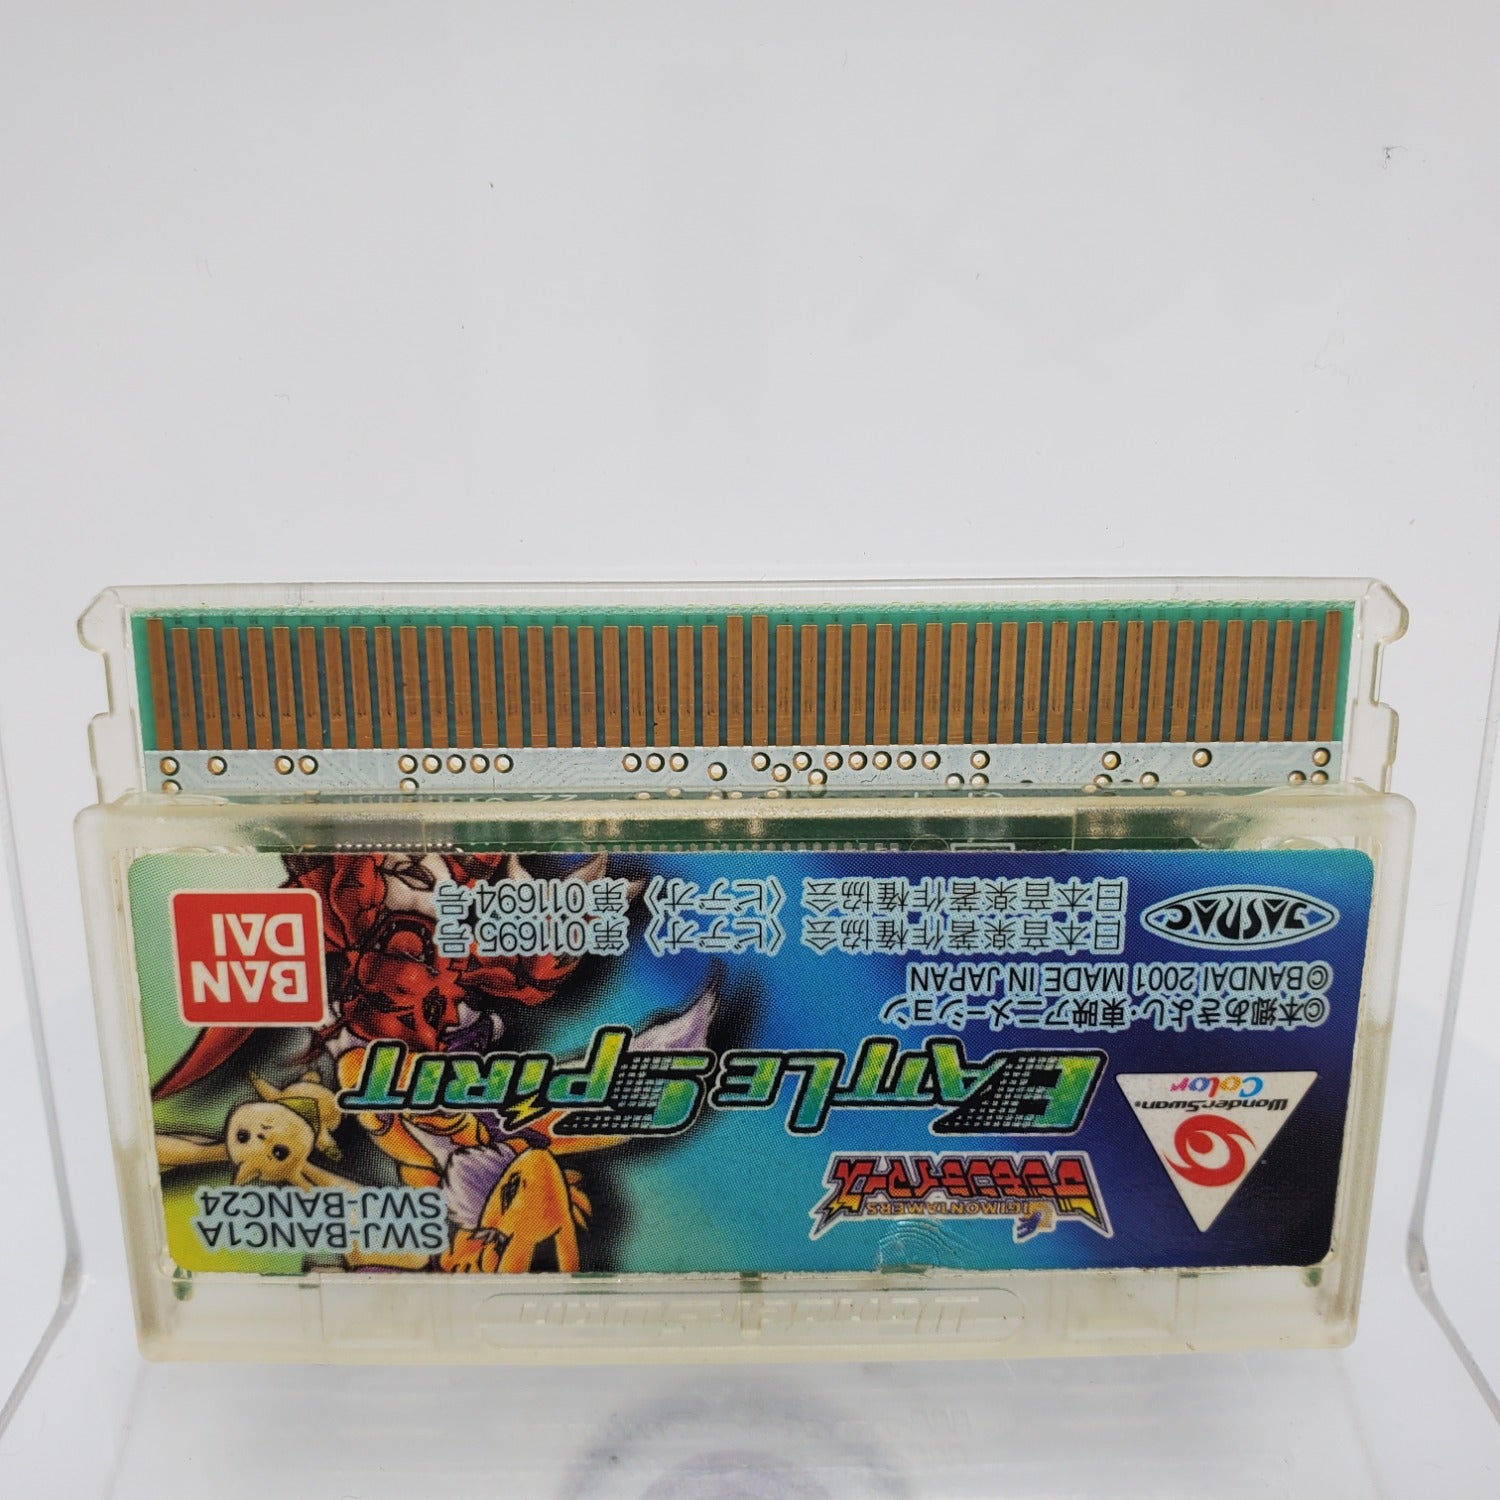 WonderSwan
SWJ-BANC1A
SWJ-BANC24
DIGIMON TAMERS
デジモンテイマーズ
WonderSwan®
Color
BATTLE SPIRIT
©本郷あきよし・東映アニメーション
©BANDAI 2001 MADE IN JAPAN
JASRAC
日本音楽著作権協会 〈ビデオ〉 第011695号
日本音楽著作権協会 〈ビデオ〉 第011694号
BAN
DAI